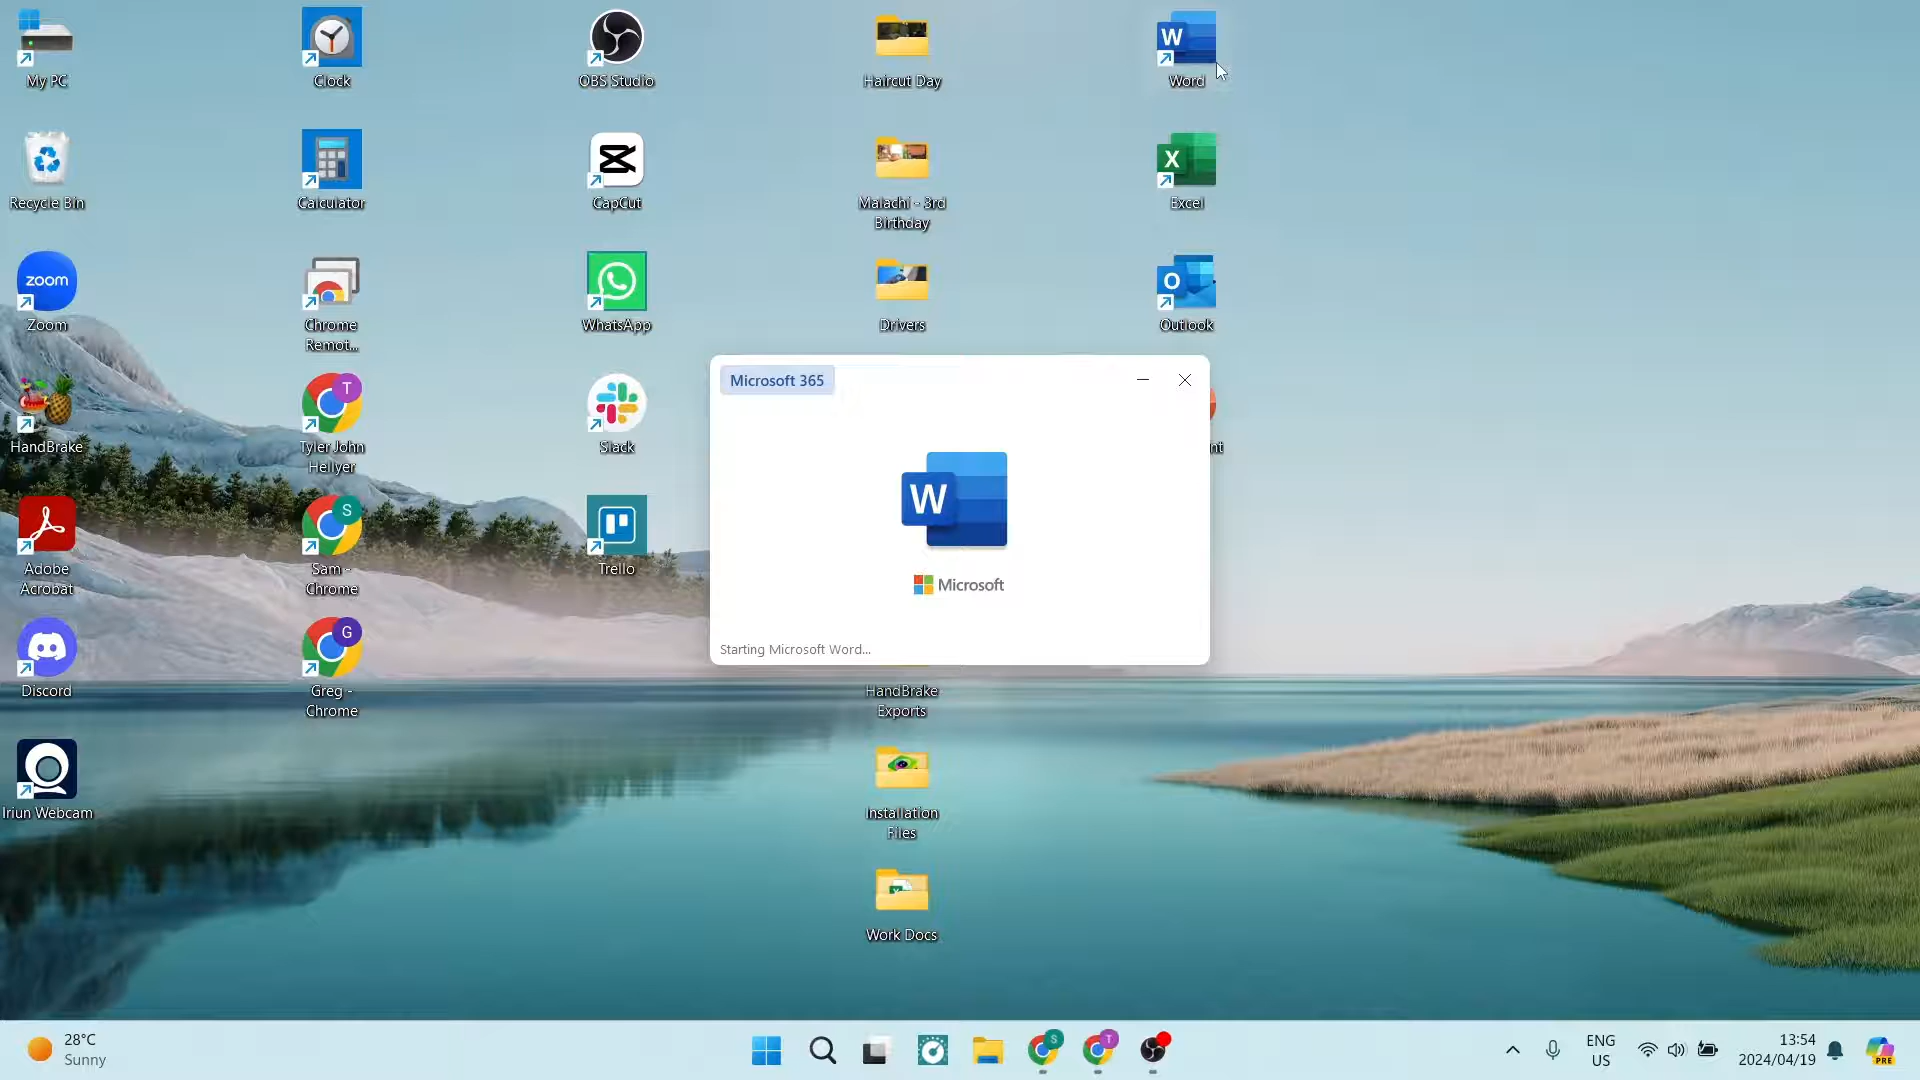 My PC
Clock
OBS Studio
Haircut Day
W
Word
Recycle Bin
Calculator
CapCut
Malachi - 3rd
Birthday
X
Excel
zoom
Zoom
Chrome
Remot...
WhatsApp
Drivers
O
Outlook
HandBrake
T
Tyler John
Hellyer
Slack
nt
Microsoft 365
W
Microsoft
Starting Microsoft Word...
Adobe
Acrobat
S
Sam -
Chrome
Trello
Discord
G
Greg -
Chrome
HandBrake
Exports
Iriun Webcam
Installation
Files
Work Docs
28°C
Sunny
S
T
ENG
US
13:54
2024/04/19
PRE